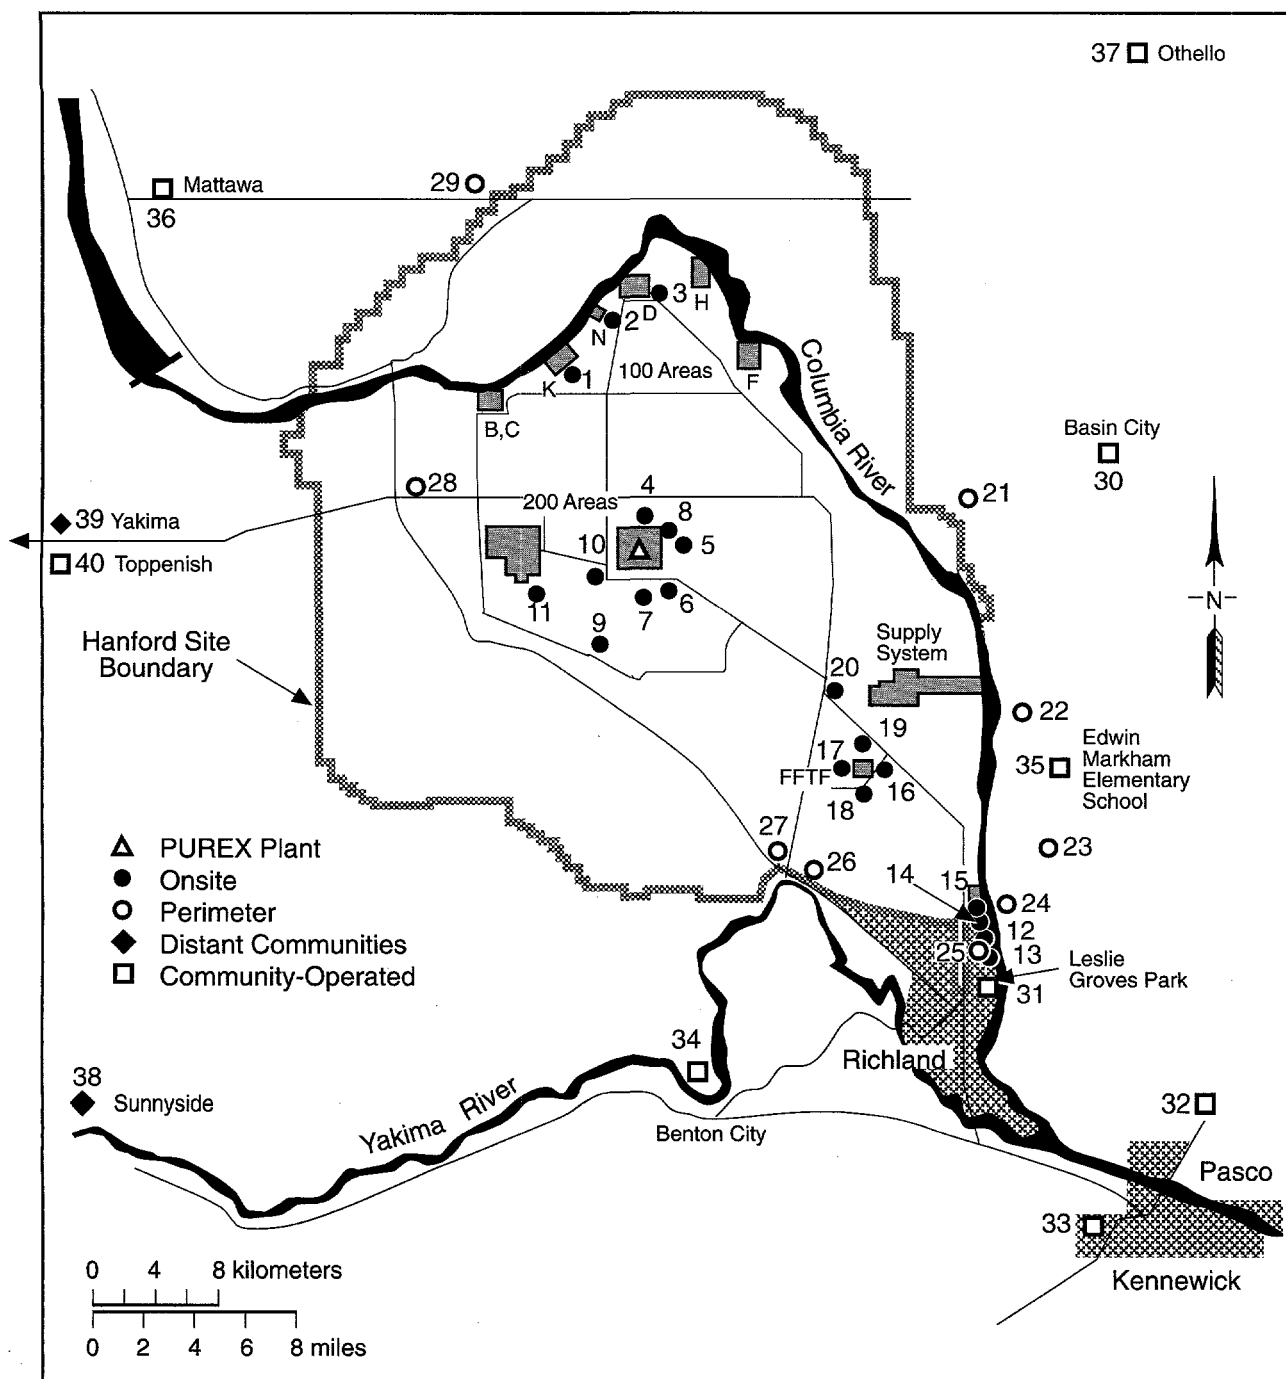 37 Othello
29
Mattawa
36
3
H
D
N
2
100 Areas
F
K
1
B,C
Columbia River
Basin City
30
28
21
200 Areas
4
8
39 Yakima
10
5
40 Toppenish
11
7
6
9
N
Hanford Site
Boundary
Supply
System
20
22
19
17
FFTF
16
18
35
Edwin
Markham
Elementary
School
27
26
23
PUREX Plant
Onsite
Perimeter
Distant Communities
Community-Operated
14
15
24
12
25
13
Leslie
Groves Park
31
34
Richland
38
Sunnyside
Yakima River
Benton City
32
Pasco
33
Kennewick
0 4 8 kilometers
0 2 4 6 8 miles